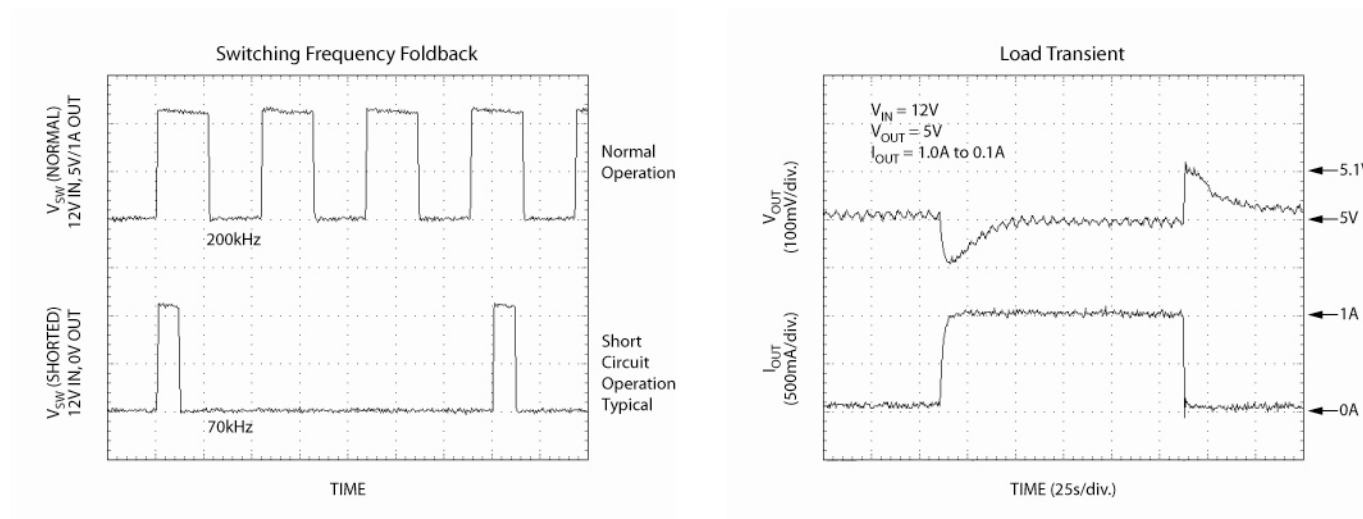 Switching Frequency Foldback
V_SW (NORMAL)
12V IN, 5V/1A OUT
Normal
Operation
200kHz
V_SW (SHORTED)
12V IN, 0V OUT
Short
Circuit
Operation
Typical
70kHz
TIME
Load Transient
V_IN = 12V
V_OUT = 5V
I_OUT = 1.0A to 0.1A
V_OUT
(100mV/div.)
5.1V
5V
I_OUT
(500mA/div.)
1A
0A
TIME (25s/div.)